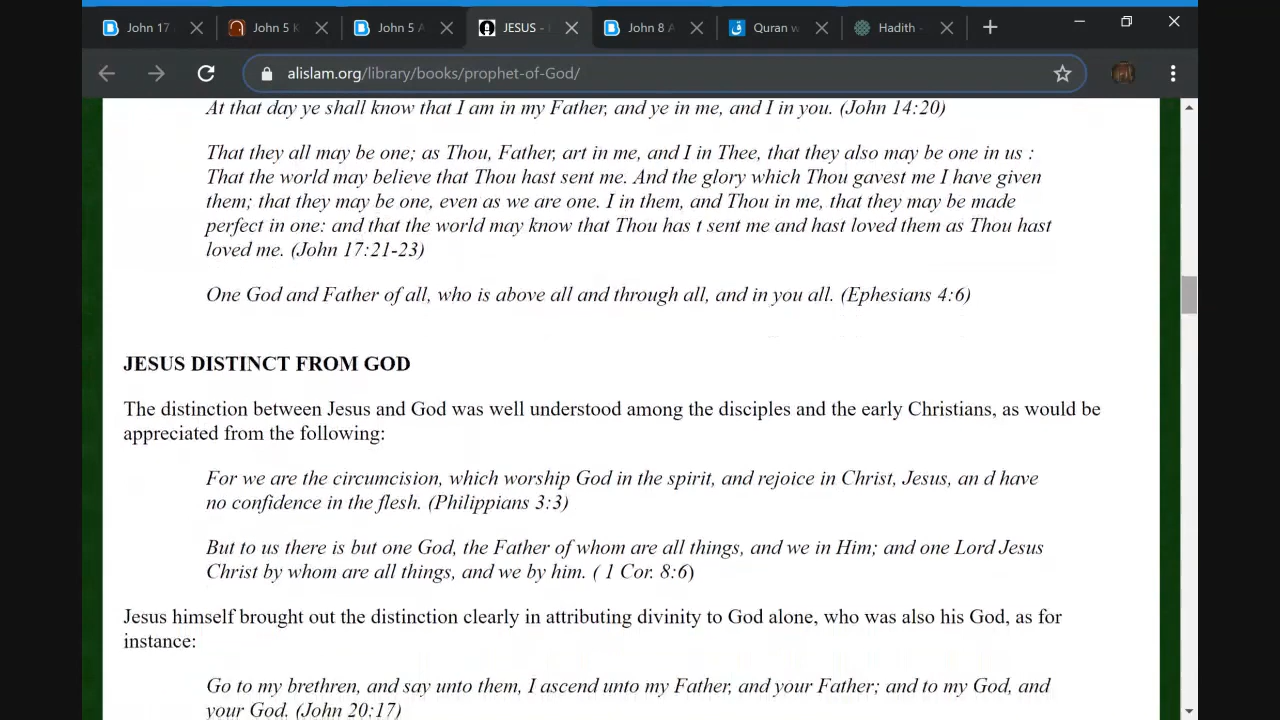 John 17
John 5 K
John 5 A
JESUS -
John 8 A
Quran w
Hadith -
alislam.org/library/books/prophet-of-God/
At that day ye shall know that I am in my Father, and ye in me, and I in you. (John 14:20)
That they all may be one; as Thou, Father, art in me, and I in Thee, that they also may be one in us :
That the world may believe that Thou hast sent me. And the glory which Thou gavest me I have given
them; that they may be one, even as we are one. I in them, and Thou in me, that they may be made
perfect in one: and that the world may know that Thou has t sent me and hast loved them as Thou hast
loved me. (John 17:21-23)
One God and Father of all, who is above all and through all, and in you all. (Ephesians 4:6)
JESUS DISTINCT FROM GOD
The distinction between Jesus and God was well understood among the disciples and the early Christians, as would be
appreciated from the following:
For we are the circumcision, which worship God in the spirit, and rejoice in Christ, Jesus, an d have
no confidence in the flesh. (Philippians 3:3)
But to us there is but one God, the Father of whom are all things, and we in Him; and one Lord Jesus
Christ by whom are all things, and we by him. ( 1 Cor. 8:6)
Jesus himself brought out the distinction clearly in attributing divinity to God alone, who was also his God, as for
instance:
Go to my brethren, and say unto them, I ascend unto my Father, and your Father; and to my God, and
your God. (John 20:17)